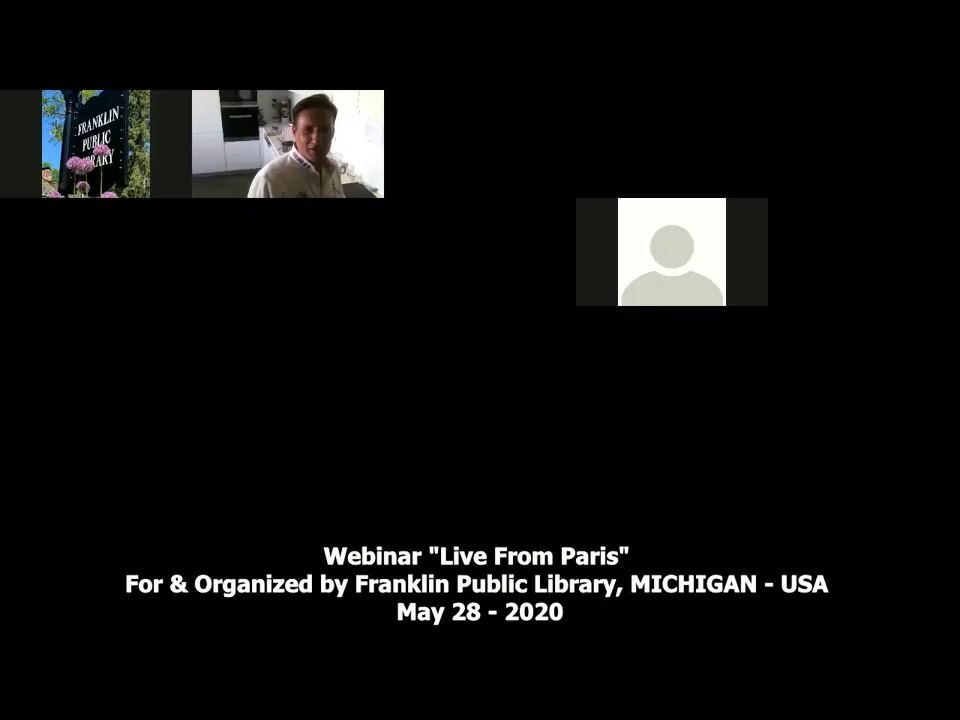 FRANKLIN
PUBLIC
LIBRARY
Webinar "Live From Paris"
For & Organized by Franklin Public Library, MICHIGAN - USA
May 28 - 2020